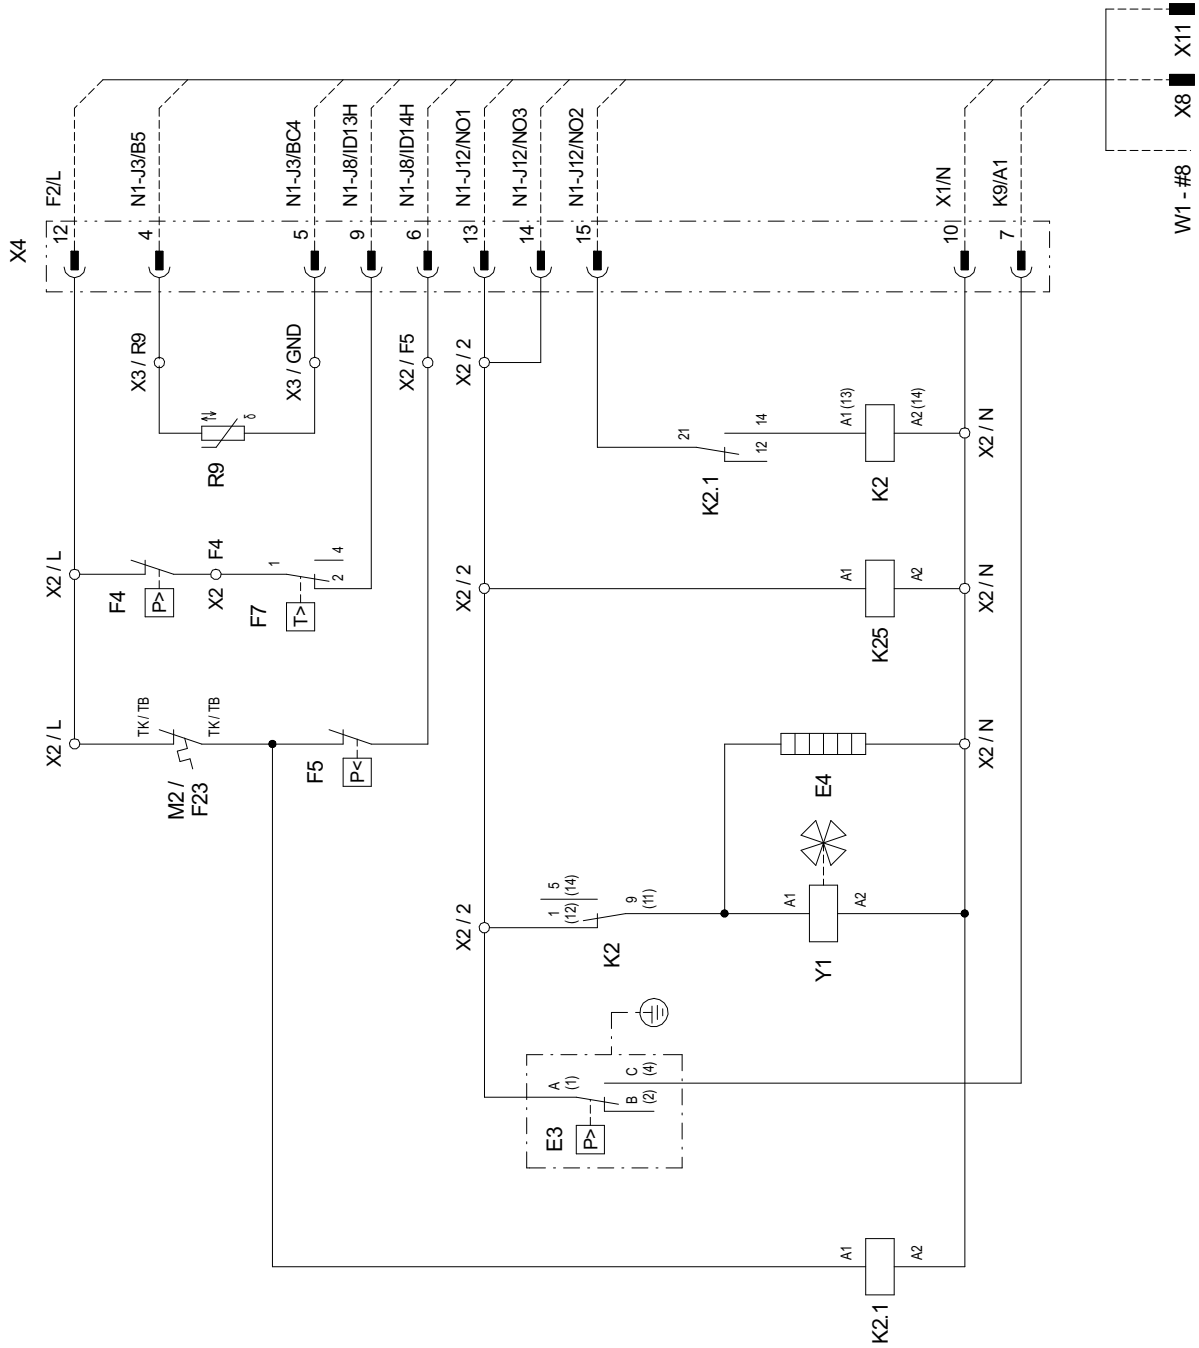 X4
F2/L
12
N1-J3/B5
4
N1-J3/BC4
5
N1-J8/ID13H
9
N1-J8/ID14H
6
N1-J12/NO1
13
N1-J12/NO3
14
N1-J12/NO2
15
X1/N
10
K9/A1
7
X11
X8
W1 - #8
X3 / R9
X3 / GND
X2 / F5
X2 / 2
R9
δ
21
14
12
K2.1
A1 (13)
A2 (14)
K2
X2 / N
X2 / L
F4
P>
X2
F4
F7
T>
1
2
4
X2 / 2
A1
A2
K25
X2 / N
X2 / L
TK / TB
TK / TB
M2 /
F23
F5
P<
E4
X2 / N
X2 / 2
1
(12)
5
(14)
9
(11)
K2
A1
A2
Y1
E3
P>
A
(1)
B
(2)
C
(4)
A1
A2
K2.1